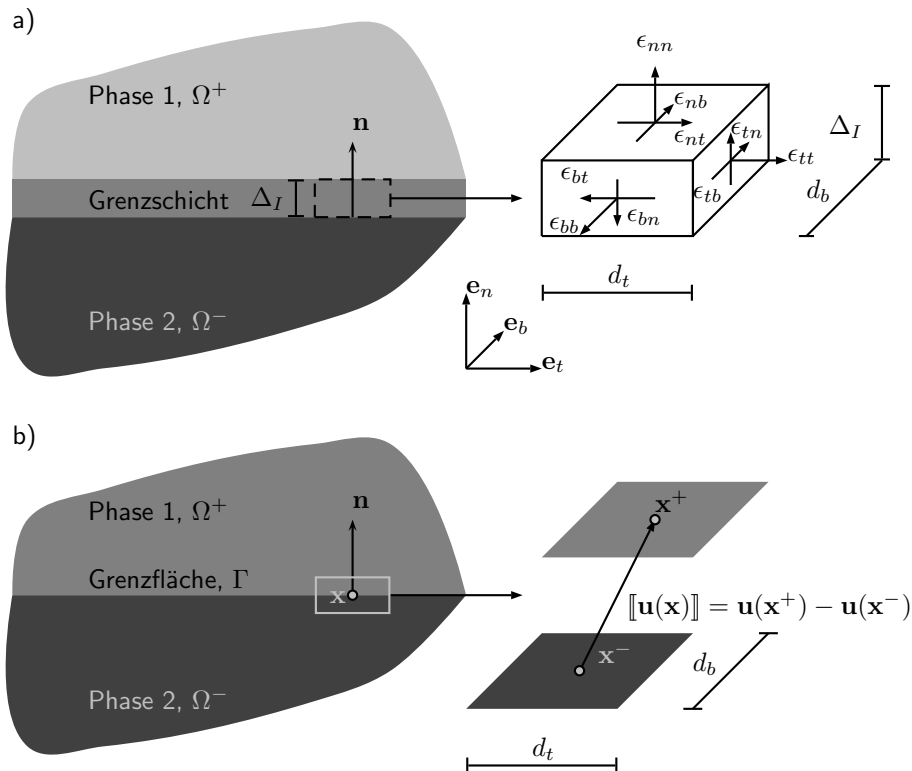 a)
Phase 1, Ω⁺
n
Grenzschicht
Δ_I
Phase 2, Ω⁻
ϵ_nn
ϵ_nb
ϵ_nt
ϵ_tn
ϵ_tt
ϵ_tb
ϵ_bt
ϵ_bn
ϵ_bb
Δ_I
d_b
d_t
e_n
e_b
e_t
b)
Phase 1, Ω⁺
n
Grenzfläche, Γ
x
Phase 2, Ω⁻
x⁺
⟦u(x)⟧ = u(x⁺) − u(x⁻)
x⁻
d_b
d_t